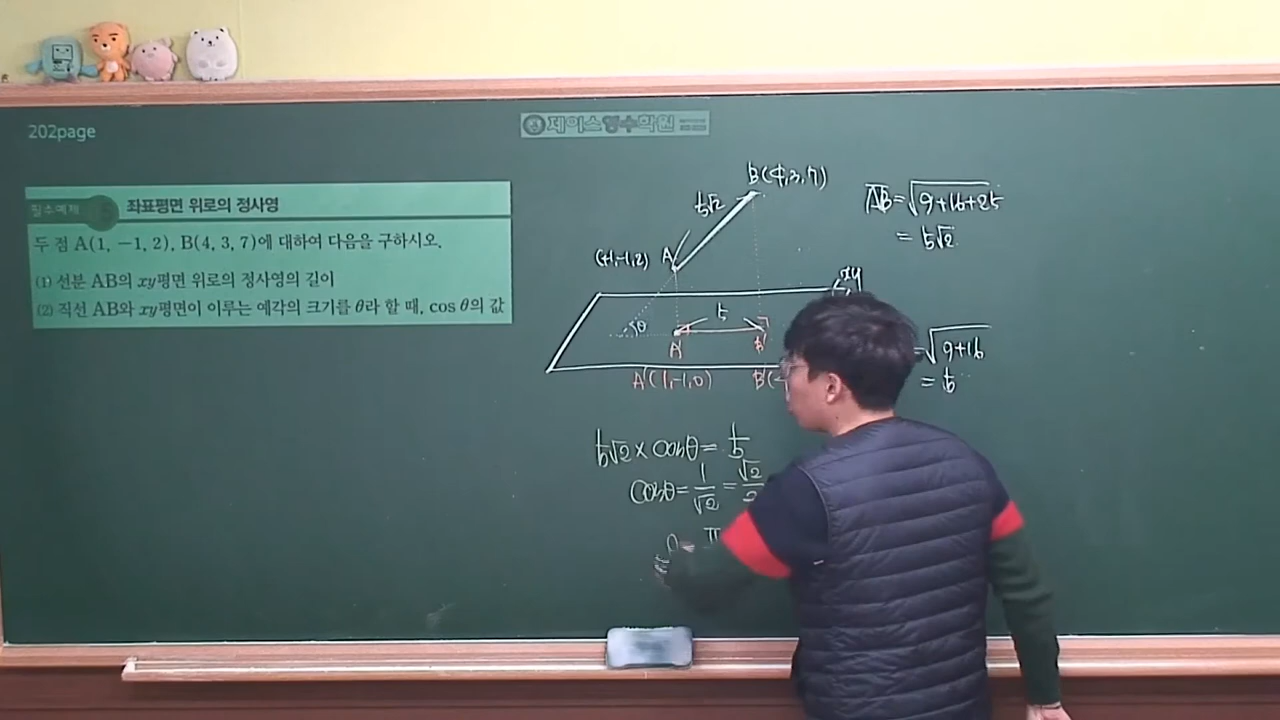 202page
제이스영수학원
필수예제
좌표평면 위로의 정사영
두 점 A(1, −1, 2), B(4, 3, 7)에 대하여 다음을 구하시오.
(1) 선분 AB의 xy평면 위로의 정사영의 길이
(2) 직선 AB와 xy평면이 이루는 예각의 크기를 θ라 할 때, cos θ의 값
B(4,3,7)
5√2
A
xy
θ
5
A'
B'
A'(1,-1,0)
B'(
AB=√9+16+25
=5√2
=√9+16
=5
5√2×cosθ=5
cosθ=1/√2=√2/2
π